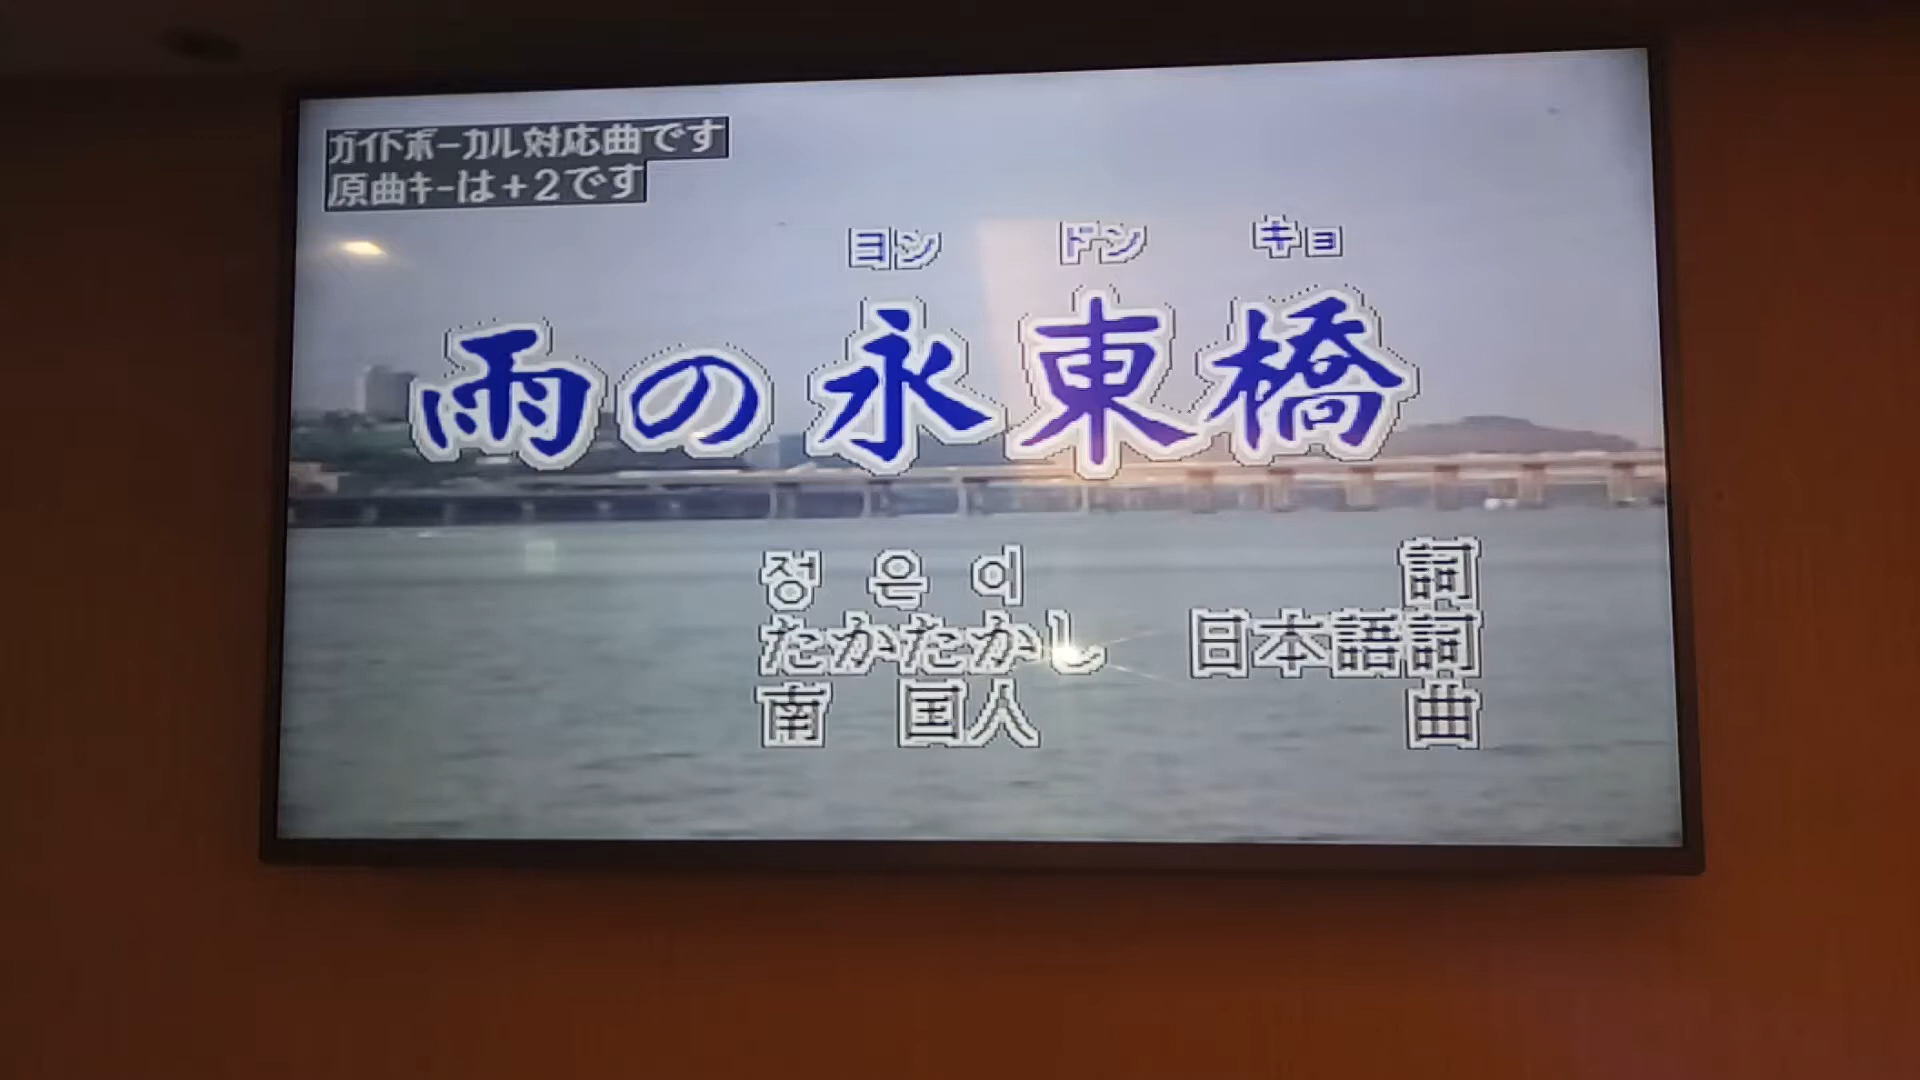 ガイドボーカル対応曲です
原曲キーは+2です
ヨン ドン キョ
雨の永東橋
정은이 詞
たかたかし 日本語詞
南 国人 曲